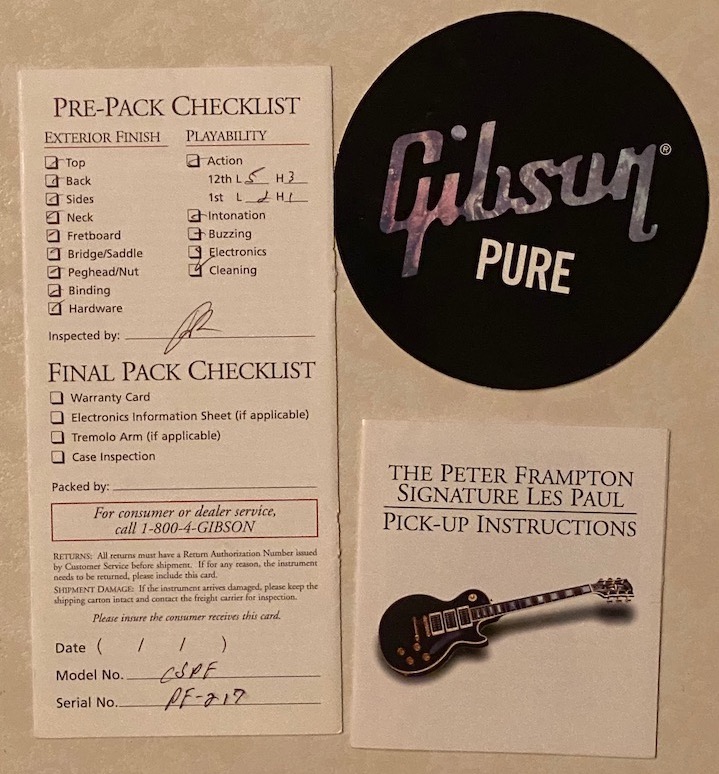 PRE-PACK CHECKLIST
EXTERIOR FINISH
Top
Back
Sides
Neck
Fretboard
Bridge/Saddle
Peghead/Nut
Binding
Hardware
PLAYABILITY
Action
12th L 5 H 3
1st L 2 H 1
Intonation
Buzzing
Electronics
Cleaning
Inspected by:
FINAL PACK CHECKLIST
Warranty Card
Electronics Information Sheet (if applicable)
Tremolo Arm (if applicable)
Case Inspection
Packed by:
For consumer or dealer service,
call 1-800-4-GIBSON
RETURNS: All returns must have a Return Authorization Number issued
by Customer Service before shipment. If for any reason, the instrument
needs to be returned, please include this card.
SHIPMENT DAMAGE: If the instrument arrives damaged, please keep the
shipping carton intact and contact the freight carrier for inspection.
Please insure the consumer receives this card.
Date ( / / )
Model No. CSPF
Serial No. PF-217
Gibson®
PURE
THE PETER FRAMPTON
SIGNATURE LES PAUL
PICK-UP INSTRUCTIONS